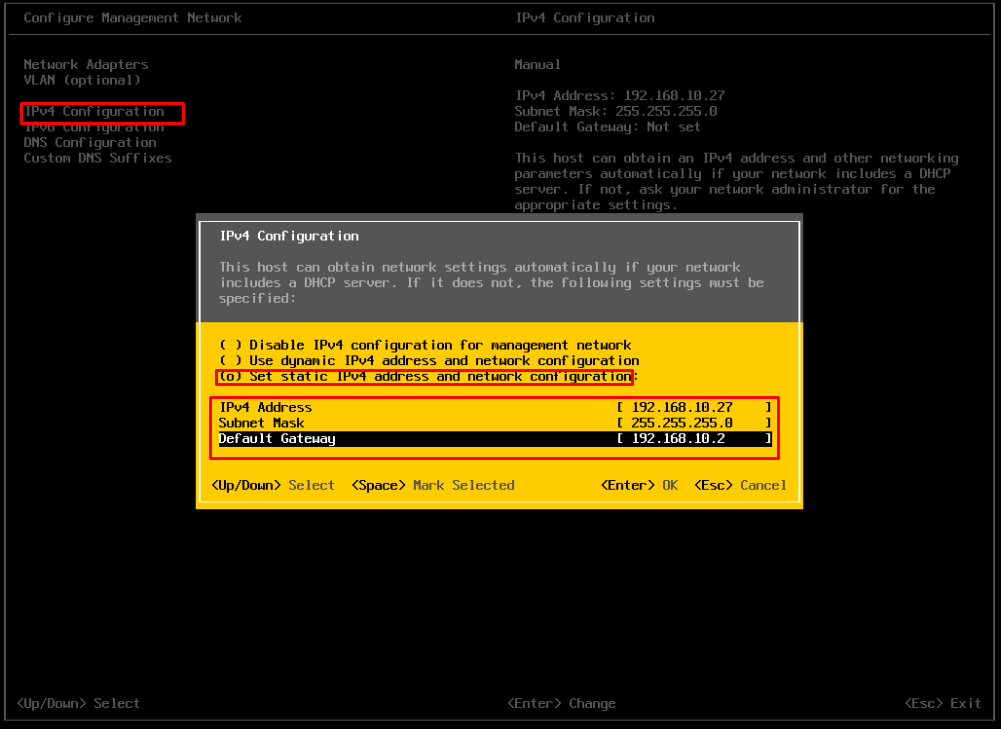 Configure Management Network
IPv4 Configuration
Network Adapters
VLAN (optional)
IPv4 Configuration
IPv6 Configuration
DNS Configuration
Custom DNS Suffixes
Manual
IPv4 Address: 192.168.10.27
Subnet Mask: 255.255.255.0
Default Gateway: Not set
This host can obtain an IPv4 address and other networking
parameters automatically if your network includes a DHCP
server. If not, ask your network administrator for the
appropriate settings.
IPv4 Configuration
This host can obtain network settings automatically if your network
includes a DHCP server. If it does not, the following settings must be
specified:
( ) Disable IPv4 configuration for management network
( ) Use dynamic IPv4 address and network configuration
(o) Set static IPv4 address and network configuration:
IPv4 Address [ 192.168.10.27 ]
Subnet Mask [ 255.255.255.0 ]
Default Gateway [ 192.168.10.2 ]
<Up/Down> Select <Space> Mark Selected <Enter> OK <Esc> Cancel
<Up/Down> Select <Enter> Change <Esc> Exit